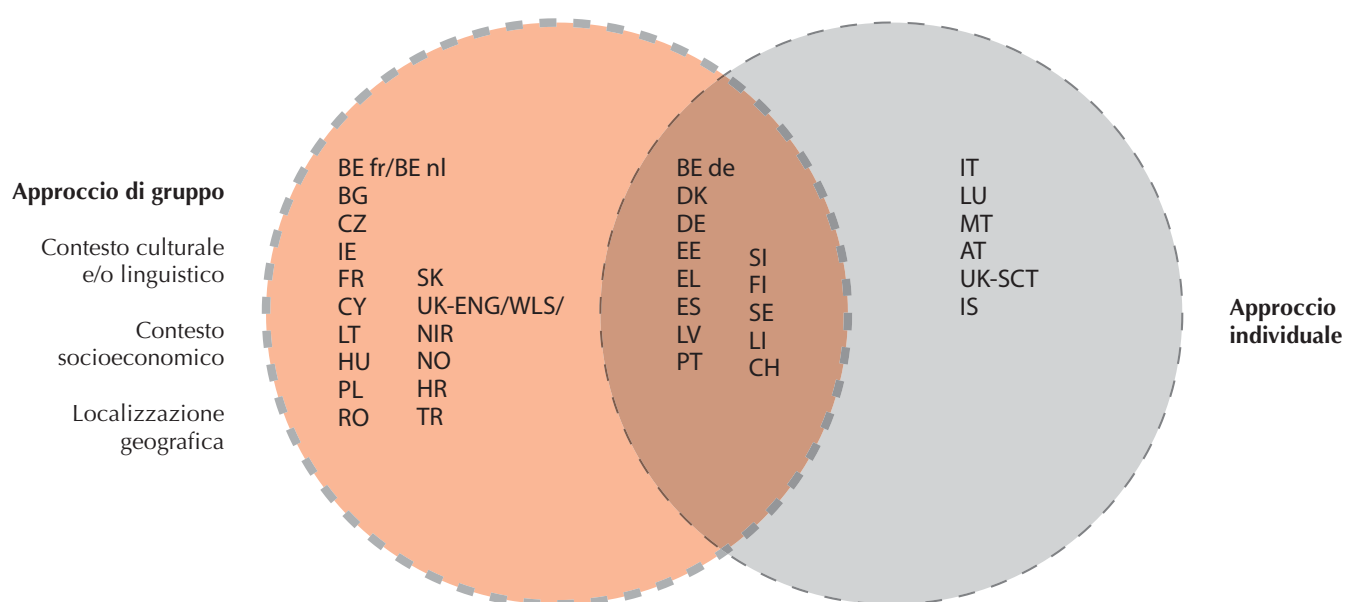 Approccio di gruppo
Contesto culturale
e/o linguistico
Contesto
socioeconomico
Localizzazione
geografica
BE fr/BE nl
BG
CZ
IE
FR
CY
LT
HU
PL
RO
SK
UK-ENG/WLS/
NIR
NO
HR
TR
BE de
DK
DE
EE
EL
ES
LV
PT
SI
FI
SE
LI
CH
IT
LU
MT
AT
UK-SCT
IS
Approccio
individuale